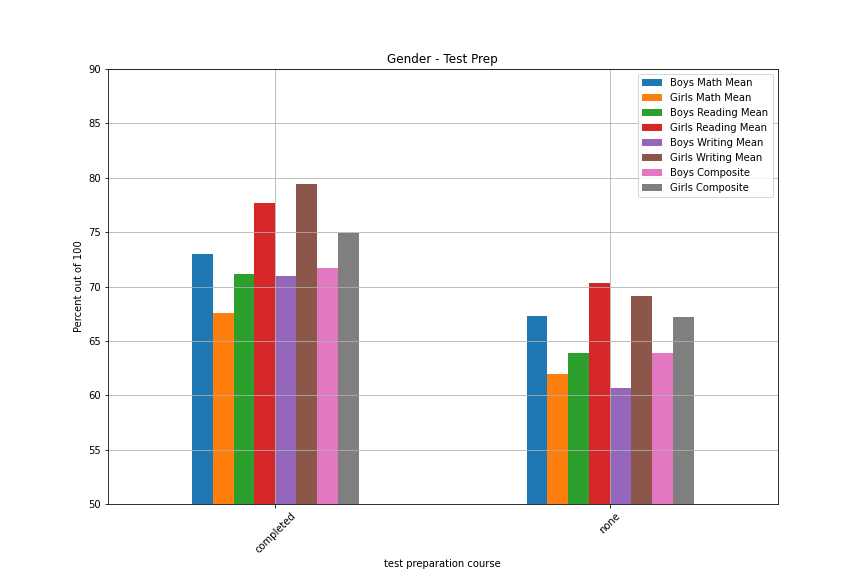 Gender - Test Prep
90
85
80
75
70
65
60
55
50
Percent out of 100
Boys Math Mean
Girls Math Mean
Boys Reading Mean
Girls Reading Mean
Boys Writing Mean
Girls Writing Mean
Boys Composite
Girls Composite
completed
none
test preparation course